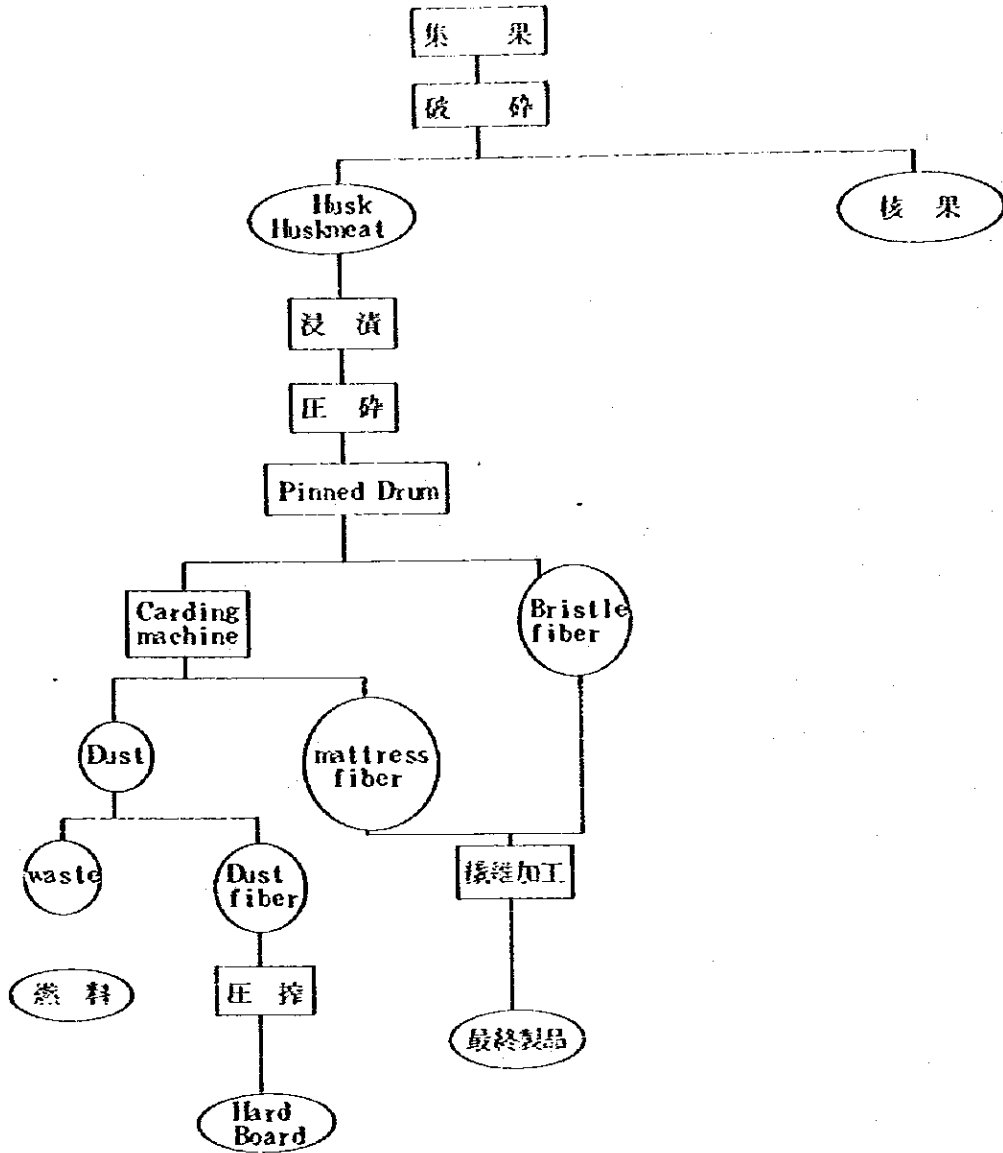 集 果
破 砕
Husk
Huskmeat
核 果
浸 漬
圧 砕
Pinned Drum
Carding
machine
Bristle
fiber
Dust
mattress
fiber
waste
Dust
fiber
繊維加工
燃 料
圧 搾
最終製品
Hard
Board